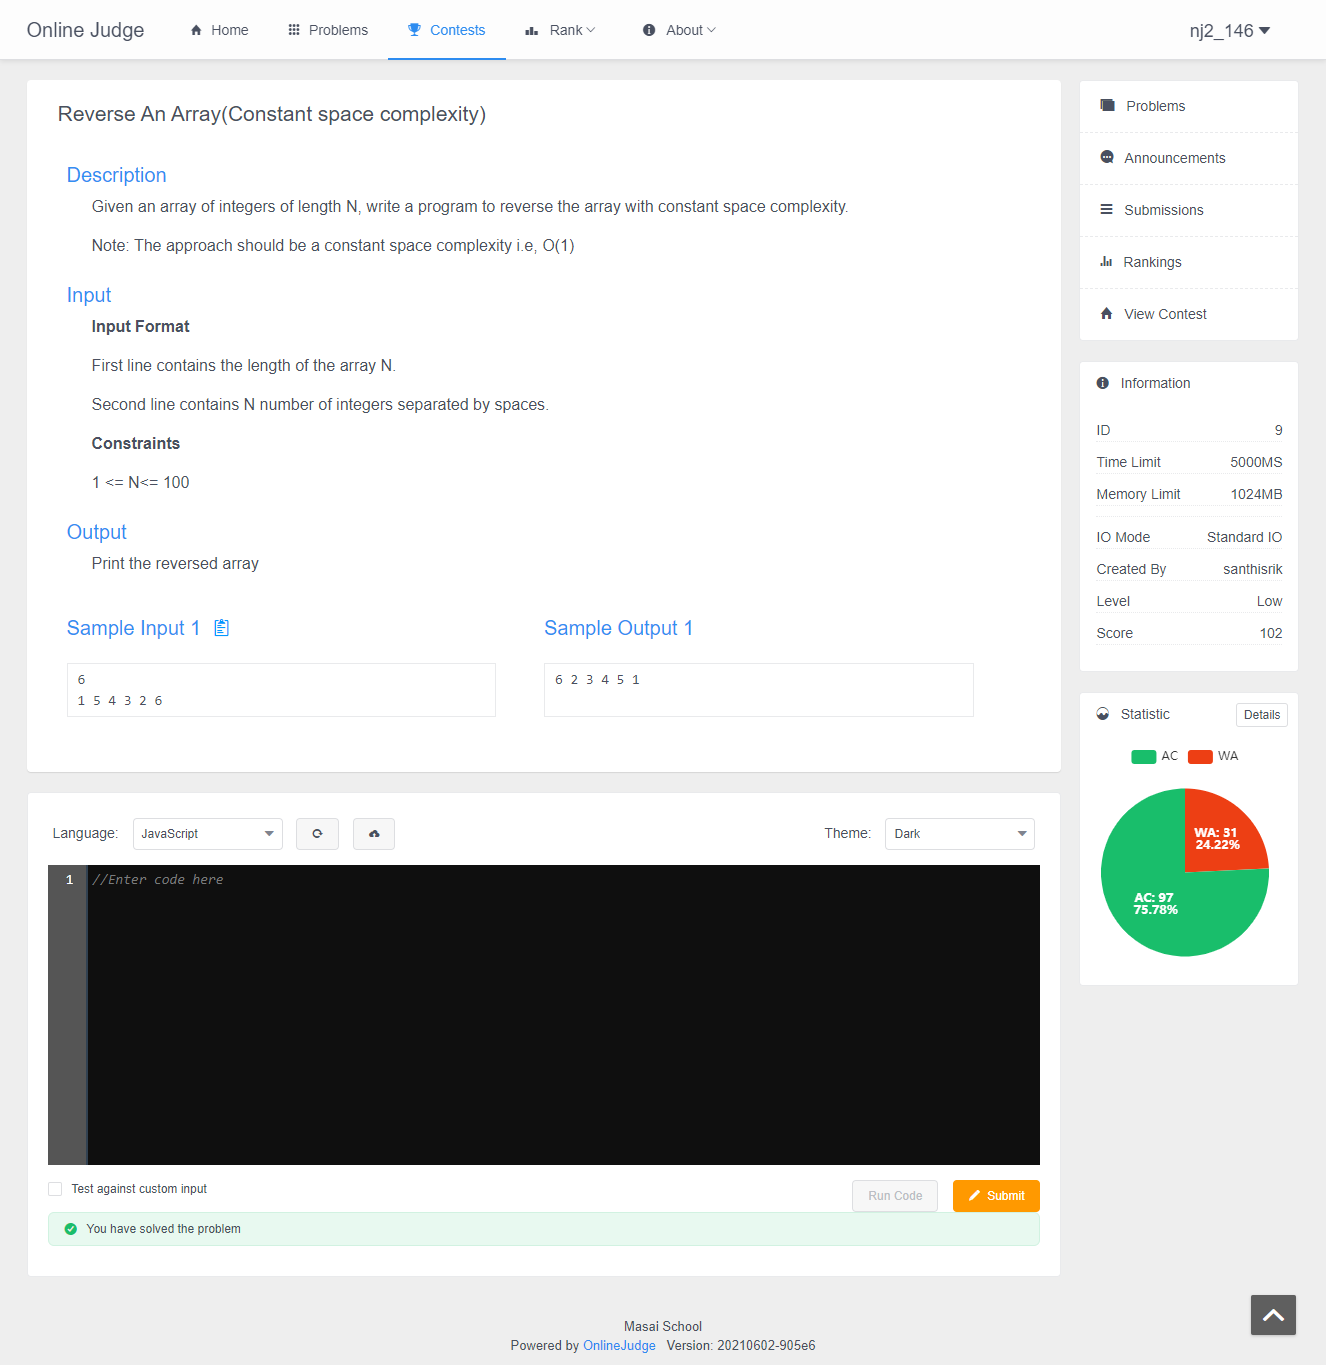 Online Judge
Home
Problems
Contests
Rank
About
nj2_146
Reverse An Array(Constant space complexity)
Description
Given an array of integers of length N, write a program to reverse the array with constant space complexity.
Note: The approach should be a constant space complexity i.e, O(1)
Input
Input Format
First line contains the length of the array N.
Second line contains N number of integers separated by spaces.
Constraints
1 <= N<= 100
Output
Print the reversed array
Sample Input 1
6
1 5 4 3 2 6
Sample Output 1
6 2 3 4 5 1
Language:
JavaScript
Theme:
Dark
1
//Enter code here
Test against custom input
Run Code
Submit
You have solved the problem
Problems
Announcements
Submissions
Rankings
View Contest
Information
ID 9
Time Limit 5000MS
Memory Limit 1024MB
IO Mode Standard IO
Created By santhisrik
Level Low
Score 102
Statistic
Details
AC WA
WA: 31
24.22%
AC: 97
75.78%
Masai School
Powered by OnlineJudge Version: 20210602-905e6